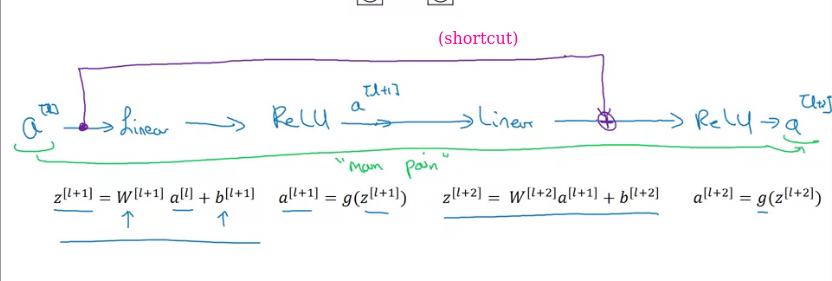 (shortcut)
a^[l] → Linear → ReLU a^[l+1] → Linear → ⊕ → ReLU → a^[l+2]
"main path"
z^[l+1] = W^[l+1] a^[l] + b^[l+1]   a^[l+1] = g(z^[l+1])   z^[l+2] = W^[l+2]a^[l+1] + b^[l+2]   a^[l+2] = g(z^[l+2])